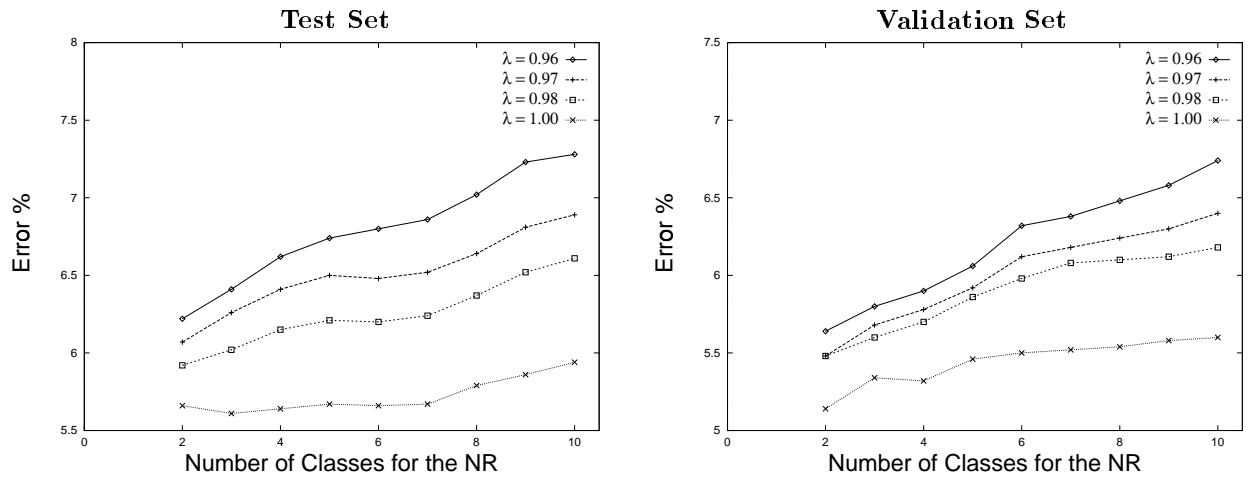 Test Set
8
7.5
7
6.5
6
5.5
0
2
4
6
8
10
Error %
Number of Classes for the NR
λ = 0.96
λ = 0.97
λ = 0.98
λ = 1.00
Validation Set
7.5
7
6.5
6
5.5
5
0
2
4
6
8
10
Error %
Number of Classes for the NR
λ = 0.96
λ = 0.97
λ = 0.98
λ = 1.00